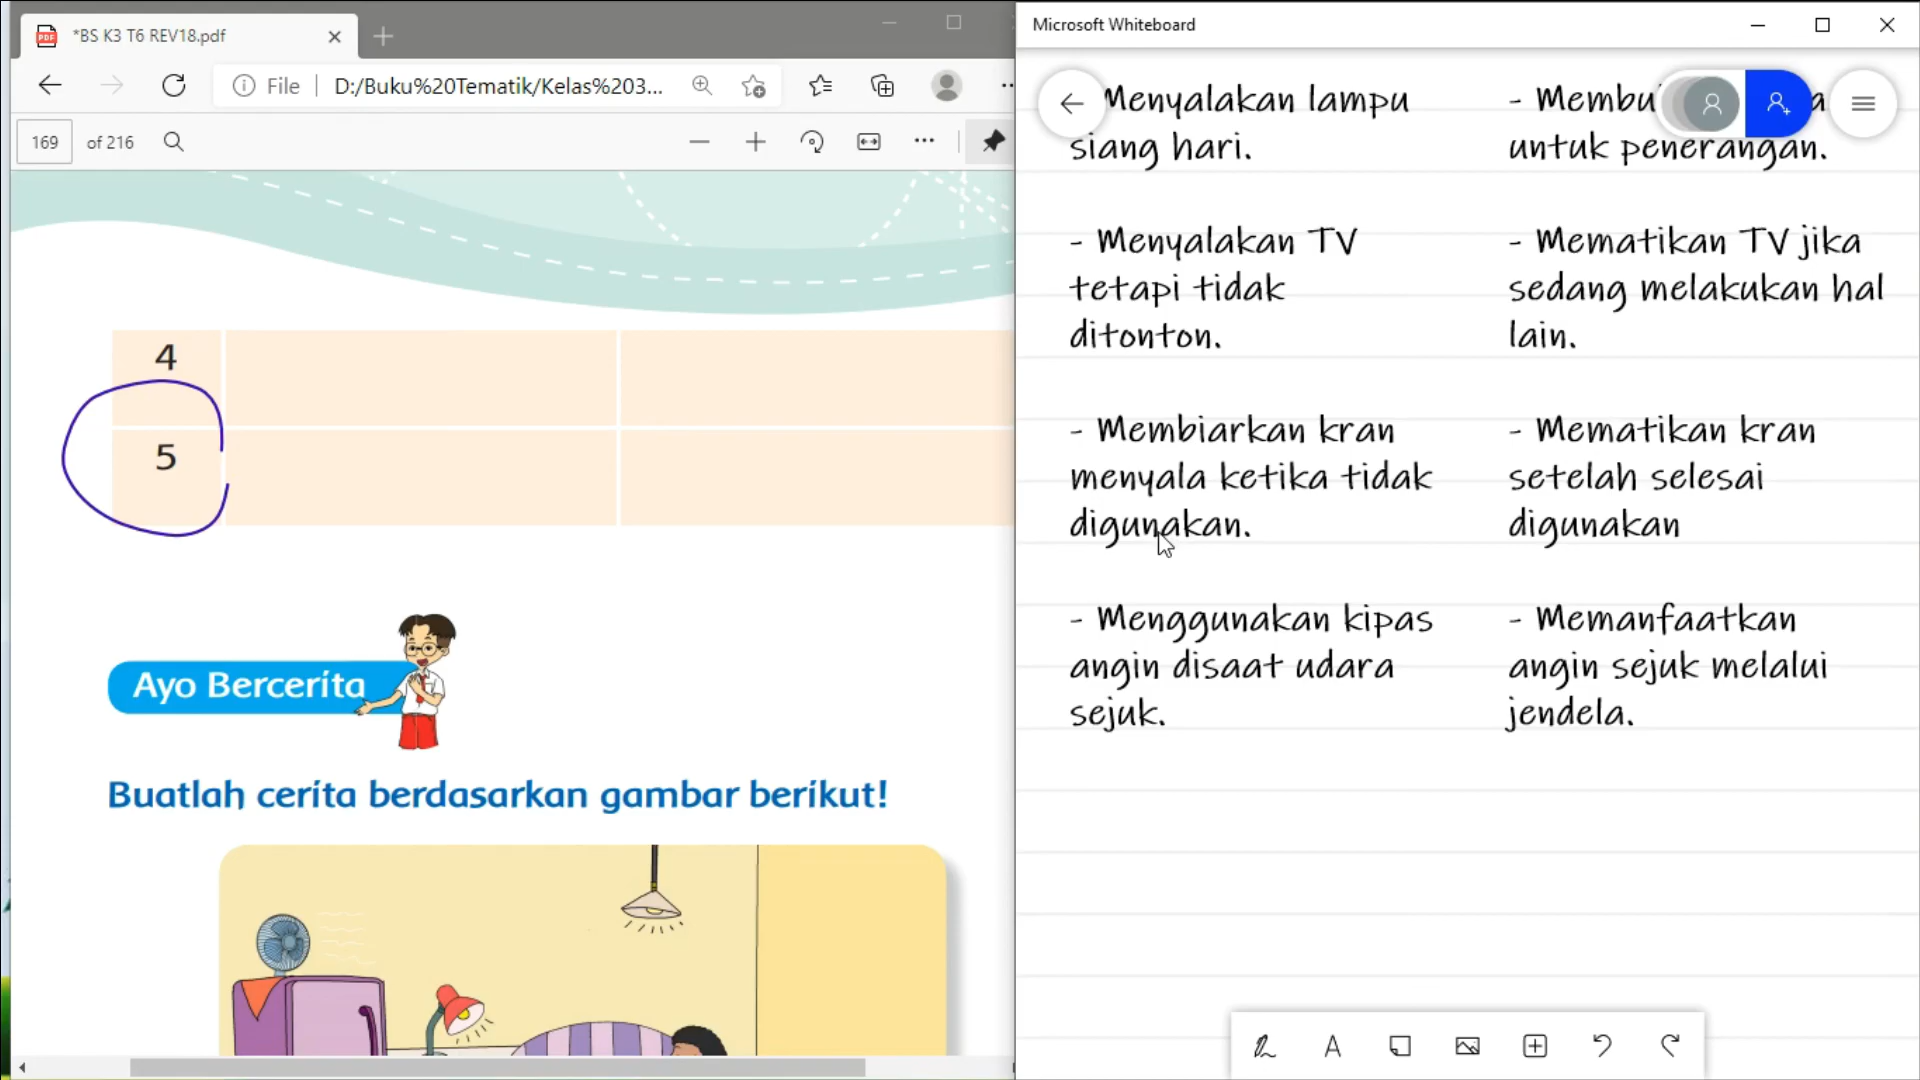 *BS K3 T6 REV18.pdf
File
D:/Buku%20Tematik/Kelas%203...
169
of 216
4
5
Ayo Bercerita
Buatlah cerita berdasarkan gambar berikut!
Microsoft Whiteboard
Menyalakan lampu
siang hari.
- Menyalakan TV
tetapi tidak
ditonton.
- Membiarkan kran
menyala ketika tidak
digunakan.
- Menggunakan kipas
angin disaat udara
sejuk.
untuk penerangan.
- Mematikan TV jika
sedang melakukan hal
lain.
- Mematikan kran
setelah selesai
digunakan
- Memanfaatkan
angin sejuk melalui
jendela.